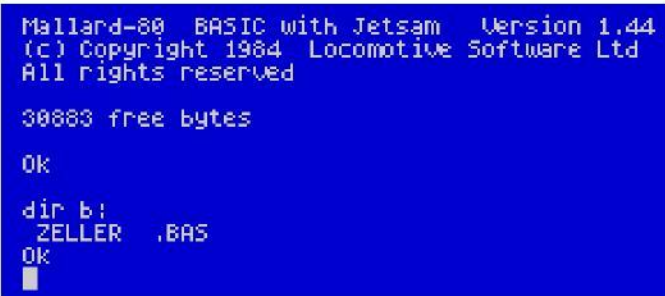 Mallard-80  BASIC with Jetsam   Version 1.44
(c) Copyright 1984  Locomotive Software Ltd
All rights reserved
30883 free bytes
Ok
dir b:
ZELLER   .BAS
Ok